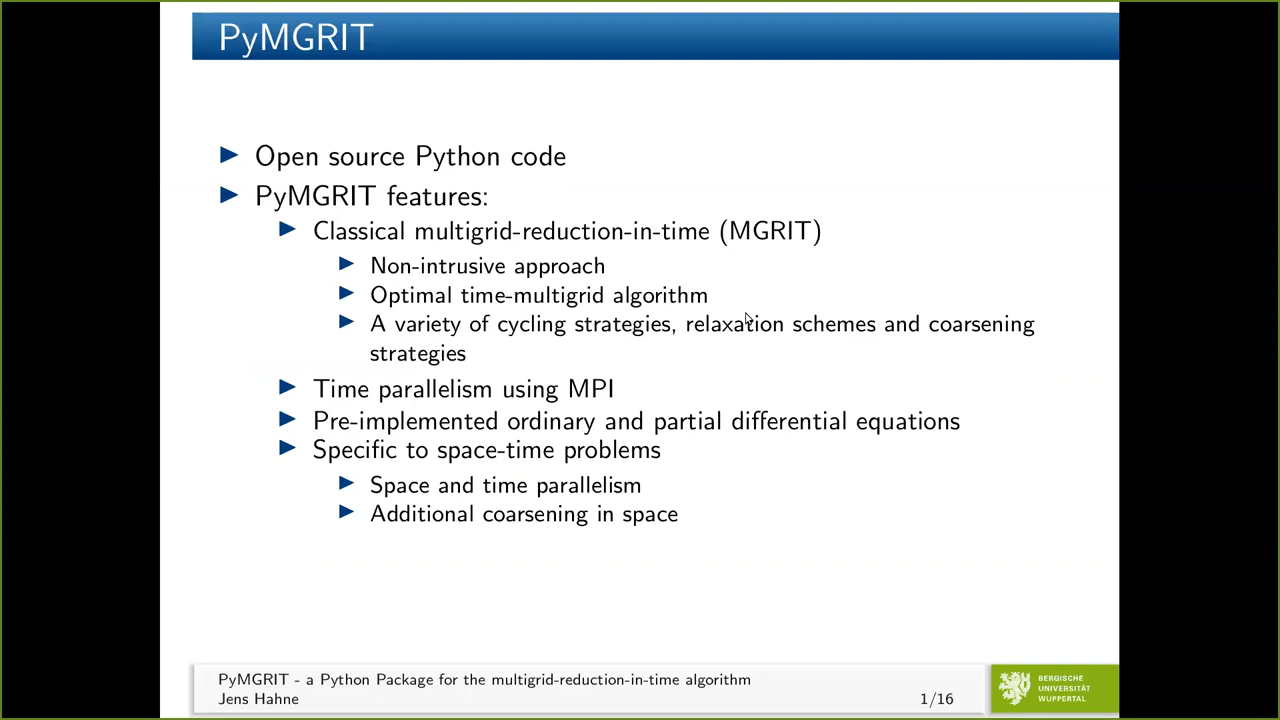 PyMGRIT
Open source Python code
PyMGRIT features:
Classical multigrid-reduction-in-time (MGRIT)
Non-intrusive approach
Optimal time-multigrid algorithm
A variety of cycling strategies, relaxation schemes and coarsening
strategies
Time parallelism using MPI
Pre-implemented ordinary and partial differential equations
Specific to space-time problems
Space and time parallelism
Additional coarsening in space
PyMGRIT - a Python Package for the multigrid-reduction-in-time algorithm
Jens Hahne
1/16
BERGISCHE
UNIVERSITÄT
WUPPERTAL